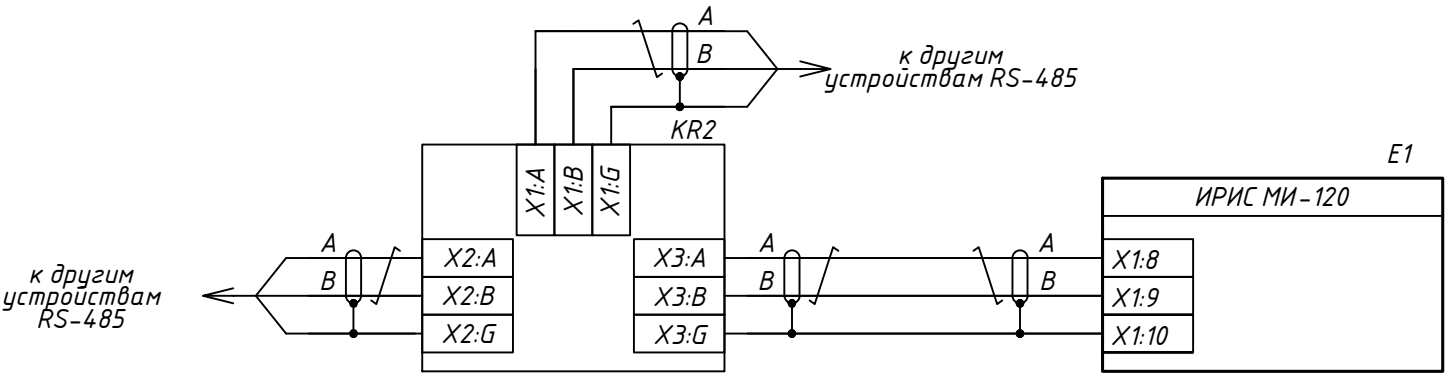 A
B
к другим
устройствам RS-485
KR2
X1:A
X1:B
X1:G
E1
ИРИС МИ-120
к другим
устройствам
RS-485
A
B
X2:A
X2:B
X2:G
X3:A
X3:B
X3:G
A
B
A
B
X1:8
X1:9
X1:10